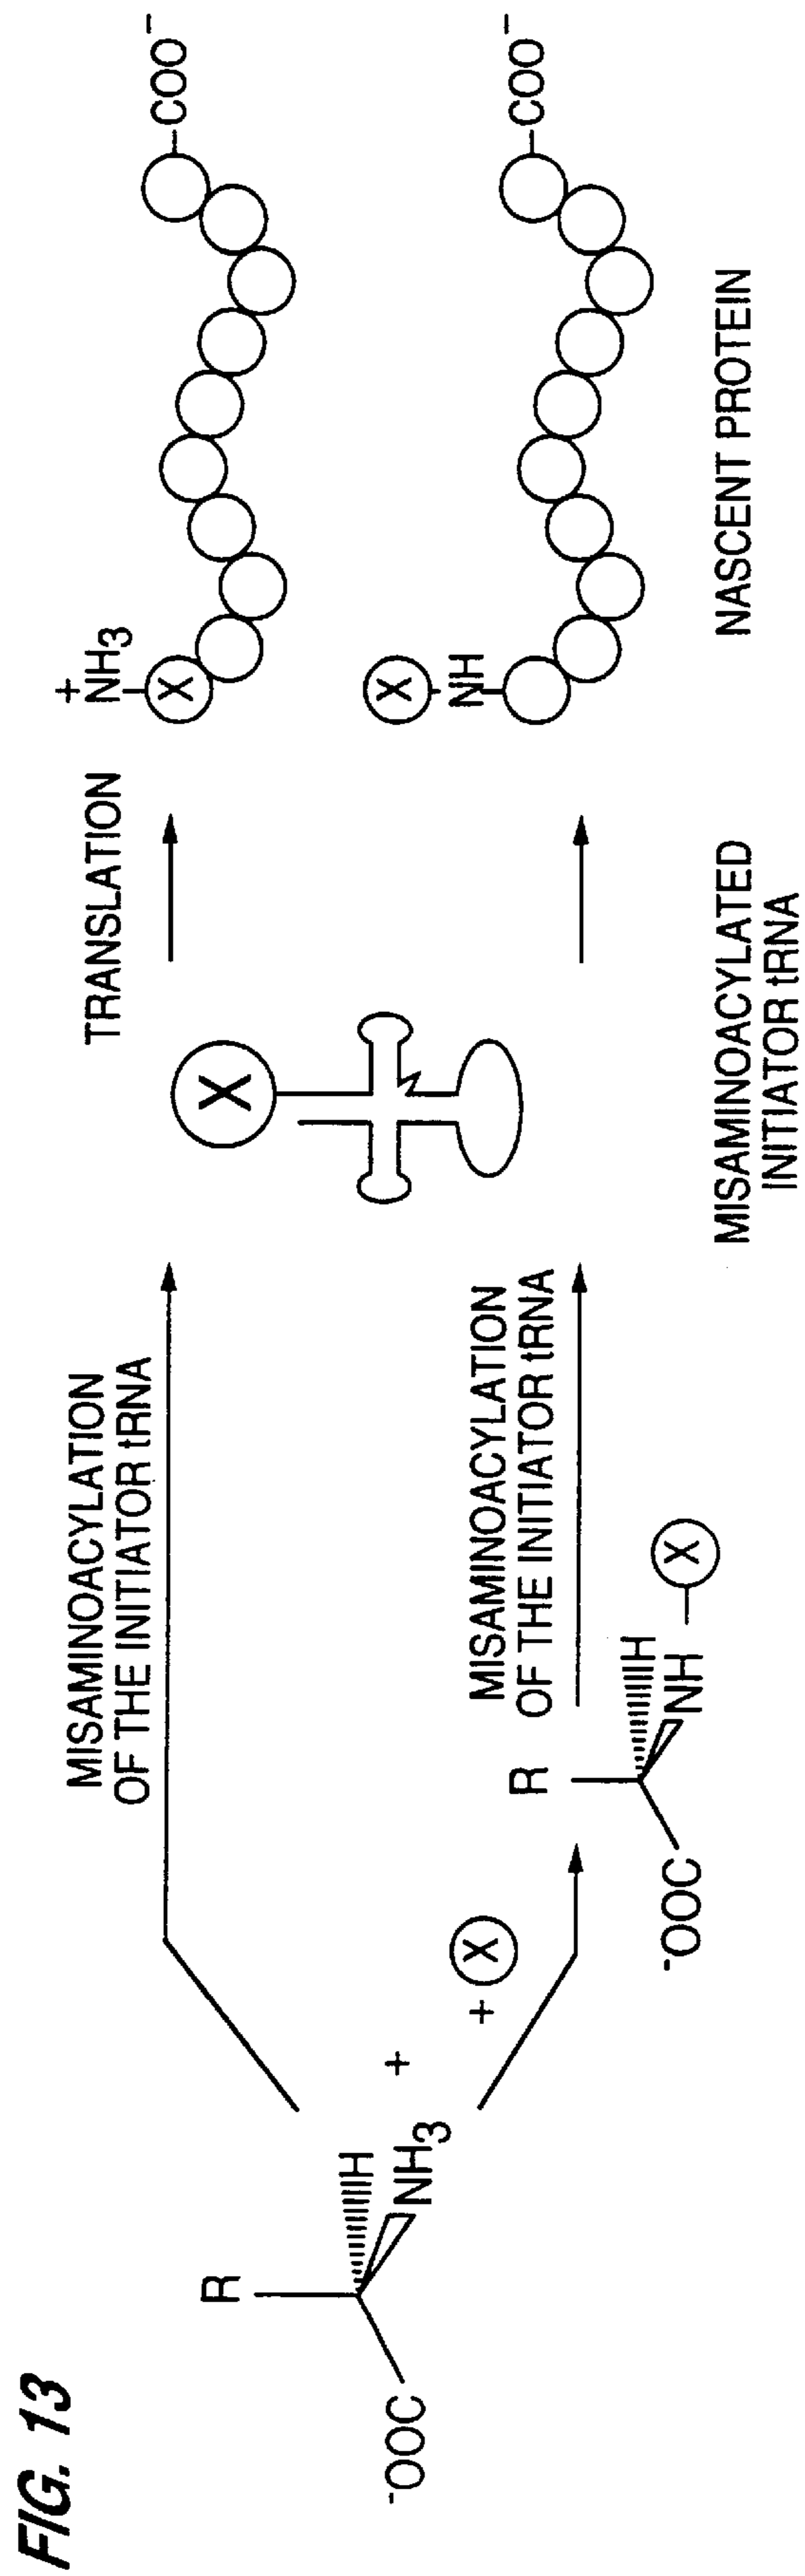 FIG. 13
R
H
NH3
+
-OOC
MISAMINOACYLATION
OF THE INITIATOR tRNA
+ X
R
H
NH
X
-OOC
MISAMINOACYLATION
OF THE INITIATOR tRNA
X
MISAMINOACYLATED
INITIATOR tRNA
TRANSLATION
+
NH3
X
COO-
X
NH
COO-
NASCENT PROTEIN